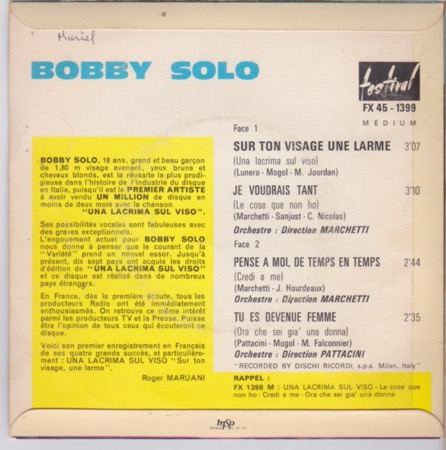 Muriel
BOBBY SOLO
festival
FX 45 - 1399
MEDIUM
BOBBY SOLO, 18 ans, grand et beau garçon
de 1,80 m visage avenant, yeux bruns et
cheveux blonds, est la réussite la plus prodi-
gieuse dans l'histoire de l'industrie du disque
en Italie, puisqu'il est le PREMIER ARTISTE
à avoir vendu UN MILLION de disques en
moins de deux mois avec la chanson
"UNA LACRIMA SUL VISO".
Ses possibilités vocales sont fabuleuses avec
des graves exceptionnelles.
L'engouement actuel pour BOBBY SOLO
nous donne à penser que le courant de la
"Variété" prend un nouvel essor. Jusqu'à
présent, dix sept pays ont acquis les droits
d'édition de "UNA LACRIMA SUL VISO"
et ce disque est réalisé dans de nombreux
pays étrangers.
En France, dès la première écoute, tous les
producteurs Radio ont été immédiatement
enthousiasmés. On retrouve ce même intérêt
parmi les producteurs TV et la Presse. Puisse
être l'opinion de tous ceux qui écouteront ce
disque.
Voici son premier enregistrement en Français
de ses quatre grands succès, et particulière-
ment : UNA LACRIMA SUL VISO "Sur ton
visage, une larme".
Roger MARUANI
Face 1
SUR TON VISAGE UNE LARME 3'07
(Una lacrima sul viso)
(Lunero - Mogol - M. Jourdan)
JE VOUDRAIS TANT 3'10
(Le cose que non ho)
(Marchetti - Sanjust - C. Nicolas)
Orchestre : Direction MARCHETTI
Face 2
PENSE A MOI, DE TEMPS EN TEMPS 2'44
(Credi a me)
(Marchetti - J. Hourdeaux)
Orchestre : Direction MARCHETTI
TU ES DEVENUE FEMME 2'35
(Ora che sei gia' una donna)
(Pattacini - Mogol - M. Falconnier)
Orchestre : Direction PATTACINI
"RECORDED BY DISCHI RICORDI, s.p.a. Milan, Italy"
RAPPEL :
FX 1398 M : UNA LACRIMA SUL VISO - Le cose que
non ho - Credi a me - Ora che sei gia' una donna